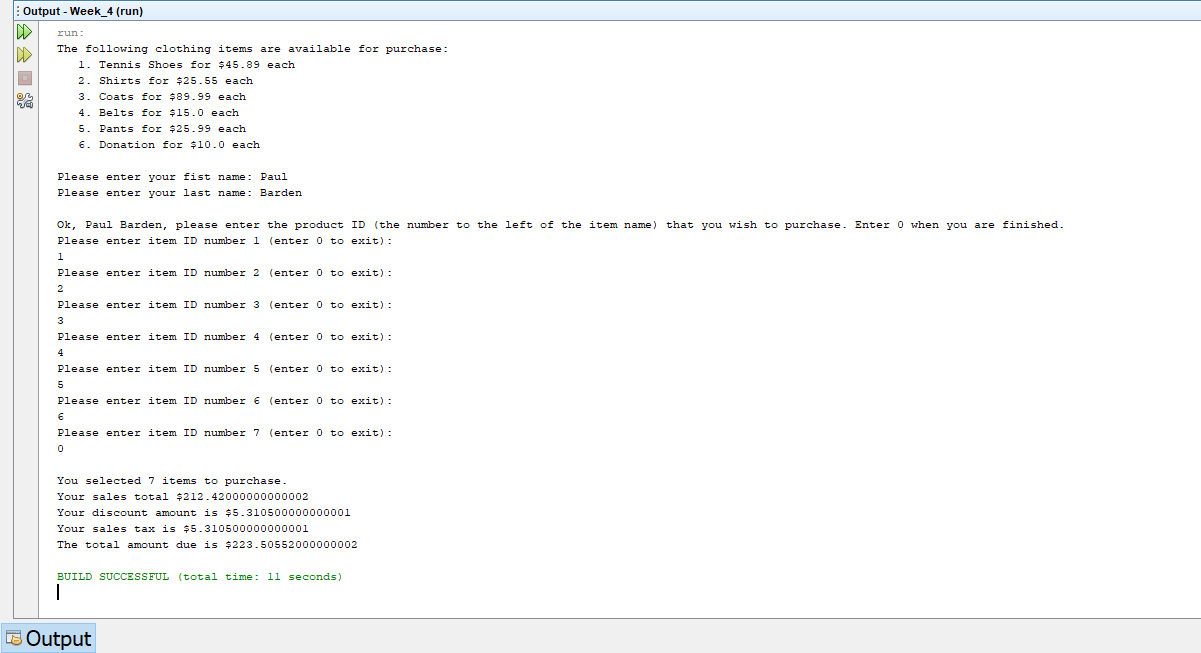 Output - Week_4 (run)
run:
The following clothing items are available for purchase:
1. Tennis Shoes for $45.89 each
2. Shirts for $25.55 each
3. Coats for $89.99 each
4. Belts for $15.0 each
5. Pants for $25.99 each
6. Donation for $10.0 each
Please enter your fist name: Paul
Please enter your last name: Barden
Ok, Paul Barden, please enter the product ID (the number to the left of the item name) that you wish to purchase. Enter 0 when you are finished.
Please enter item ID number 1 (enter 0 to exit):
1
Please enter item ID number 2 (enter 0 to exit):
2
Please enter item ID number 3 (enter 0 to exit):
3
Please enter item ID number 4 (enter 0 to exit):
4
Please enter item ID number 5 (enter 0 to exit):
5
Please enter item ID number 6 (enter 0 to exit):
6
Please enter item ID number 7 (enter 0 to exit):
0
You selected 7 items to purchase.
Your sales total $212.42000000000002
Your discount amount is $5.310500000000001
Your sales tax is $5.310500000000001
The total amount due is $223.50552000000002
BUILD SUCCESSFUL (total time: 11 seconds)
Output